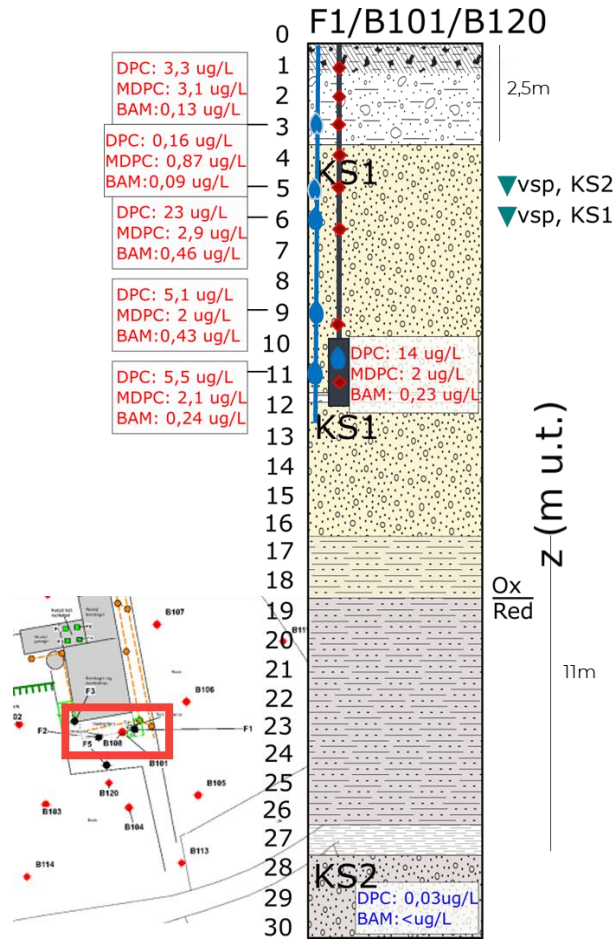 F1/B101/B120
0
1
2
3
4
5
6
7
8
9
10
11
12
13
14
15
16
17
18
19
20
21
22
23
24
25
26
27
28
29
30
DPC: 3,3 ug/L
MDPC: 3,1 ug/L
BAM:0,13 ug/L
DPC: 0,16 ug/L
MDPC: 0,87 ug/L
BAM:0,09 ug/L
DPC: 23 ug/L
MDPC: 2,9 ug/L
BAM:0,46 ug/L
DPC: 5,1 ug/L
MDPC: 2 ug/L
BAM:0,43 ug/L
DPC: 5,5 ug/L
MDPC: 2,1 ug/L
BAM: 0,24 ug/L
KS1
DPC: 14 ug/L
MDPC: 2 ug/L
BAM: 0,23 ug/L
KS1
KS2
DPC: 0,03ug/L
BAM:<ug/L
2,5m
vsp, KS2
vsp, KS1
z (m u.t.)
Ox
Red
11m
B107
B106
F3
02
F2
F5
B108
F1
B101
B120
B105
B103
B104
B113
B114